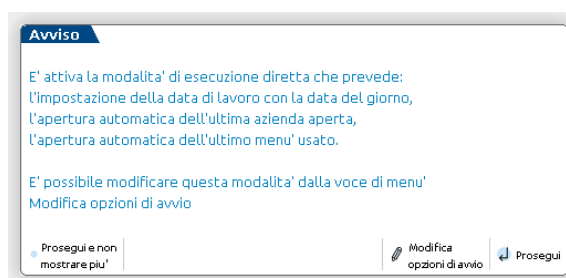 Avviso
E' attiva la modalita' di esecuzione diretta che prevede:
l'impostazione della data di lavoro con la data del giorno,
l'apertura automatica dell'ultima azienda aperta,
l'apertura automatica dell'ultimo menu' usato.
E' possibile modificare questa modalita' dalla voce di menu'
Modifica opzioni di avvio
Prosegui e non
mostrare piu'
Modifica
opzioni di avvio
Prosegui